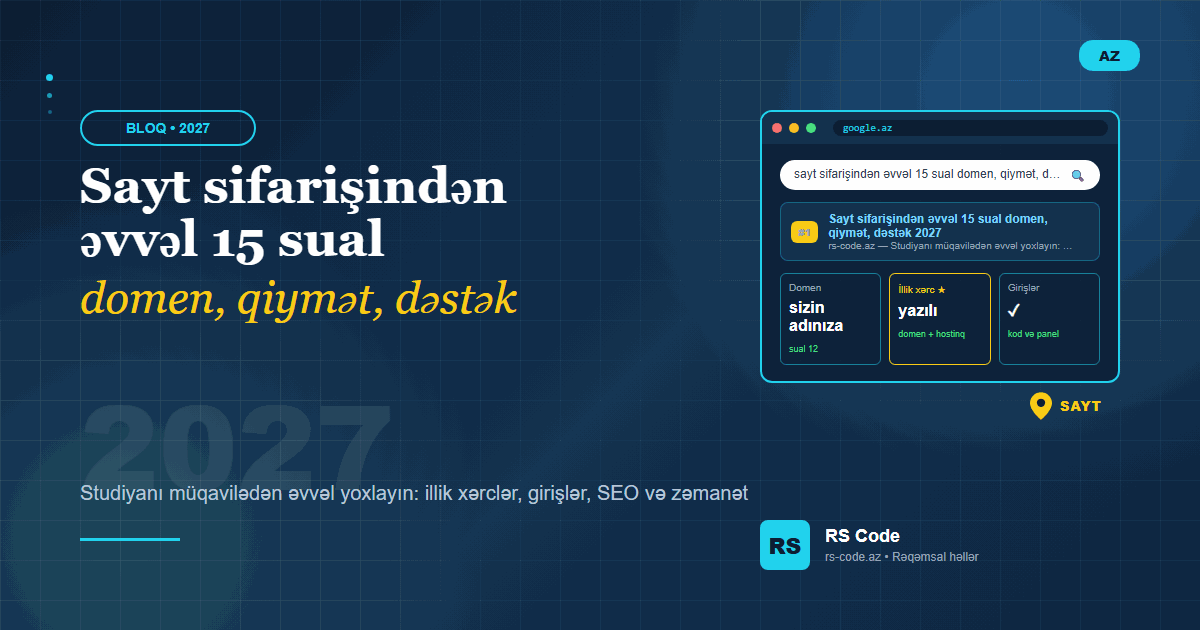 AZ
BLOQ • 2027
Sayt sifarişindən
əvvəl 15 sual
domen, qiymət, dəstək
2027
Studiyanı müqavilədən əvvəl yoxlayın: illik xərclər, girişlər, SEO və zəmanət
google.az
sayt sifarişindən əvvəl 15 sual domen, qiymət, d...
#1
Sayt sifarişindən əvvəl 15 sual domen,
qiymət, dəstək 2027
rs-code.az — Studiyanı müqavilədən əvvəl yoxlayın: ...
Domen
sizin
adınıza
sual 12
İllik xərc ★
yazılı
domen + hosting
Girişlər
✓
kod və panel
SAYT
RS
RS Code
rs-code.az • Rəqəmsal həllər